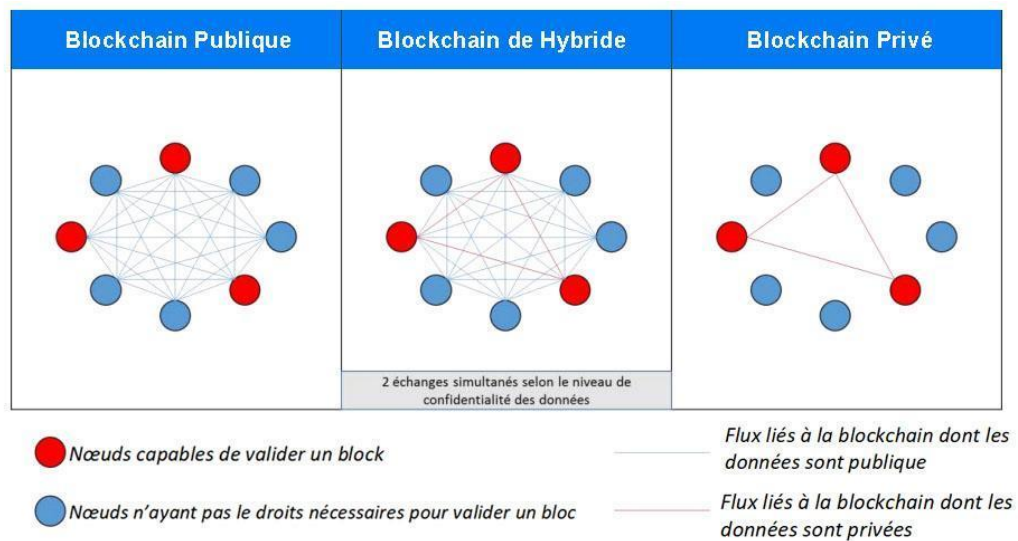 Blockchain Publique
Blockchain de Hybride
Blockchain Privé
2 échanges simultanés selon le niveau de
confidentialité des données
Nœuds capables de valider un block
Flux liés à la blockchain dont les
données sont publique
Nœuds n'ayant pas le droits nécessaires pour valider un bloc
Flux liés à la blockchain dont les
données sont privées